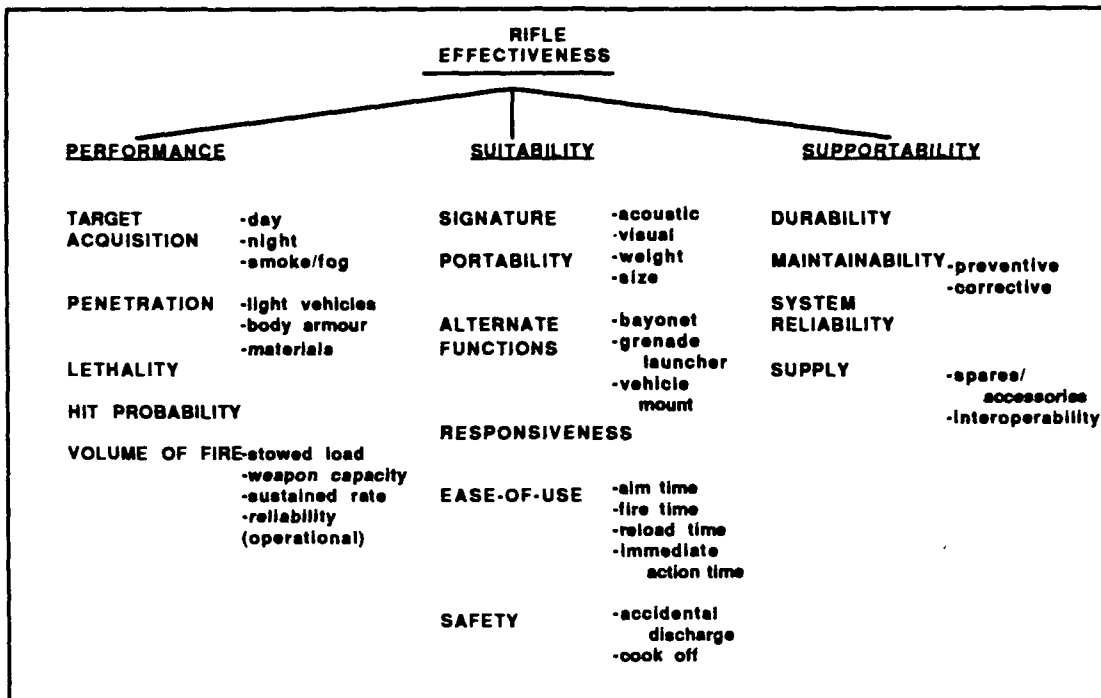 RIFLE
EFFECTIVENESS
PERFORMANCE
TARGET -day
ACQUISITION -night
-smoke/fog
PENETRATION -light vehicles
-body armour
-materials
LETHALITY
HIT PROBABILITY
VOLUME OF FIRE-stowed load
-weapon capacity
-sustained rate
-reliability
(operational)
SUITABILITY
SIGNATURE -acoustic
-visual
PORTABILITY -weight
-size
ALTERNATE -bayonet
FUNCTIONS -grenade
launcher
-vehicle
mount
RESPONSIVENESS
EASE-OF-USE -aim time
-fire time
-reload time
-immediate
action time
SAFETY -accidental
discharge
-cook off
SUPPORTABILITY
DURABILITY
MAINTAINABILITY -preventive
-corrective
SYSTEM
RELIABILITY
SUPPLY -spares/
accessories
-interoperability